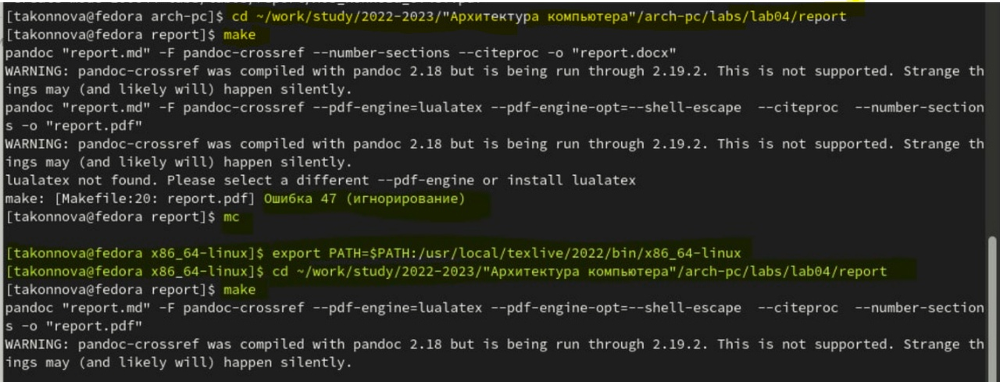 [takonnova@fedora arch-pc]$ cd ~/work/study/2022-2023/"Архитектура компьютера"/arch-pc/labs/lab04/report
[takonnova@fedora report]$ make
pandoc "report.md" -F pandoc-crossref --number-sections --citeproc -o "report.docx"
WARNING: pandoc-crossref was compiled with pandoc 2.18 but is being run through 2.19.2. This is not supported. Strange th
ings may (and likely will) happen silently.
pandoc "report.md" -F pandoc-crossref --pdf-engine=lualatex --pdf-engine-opt=--shell-escape  --citeproc  --number-section
s -o "report.pdf"
WARNING: pandoc-crossref was compiled with pandoc 2.18 but is being run through 2.19.2. This is not supported. Strange th
ings may (and likely will) happen silently.
lualatex not found. Please select a different --pdf-engine or install lualatex
make: [Makefile:20: report.pdf] Ошибка 47 (игнорирование)
[takonnova@fedora report]$ mc
[takonnova@fedora x86_64-linux]$ export PATH=$PATH:/usr/local/texlive/2022/bin/x86_64-linux
[takonnova@fedora x86_64-linux]$ cd ~/work/study/2022-2023/"Архитектура компьютера"/arch-pc/labs/lab04/report
[takonnova@fedora report]$ make
pandoc "report.md" -F pandoc-crossref --pdf-engine=lualatex --pdf-engine-opt=--shell-escape  --citeproc  --number-section
s -o "report.pdf"
WARNING: pandoc-crossref was compiled with pandoc 2.18 but is being run through 2.19.2. This is not supported. Strange th
ings may (and likely will) happen silently.